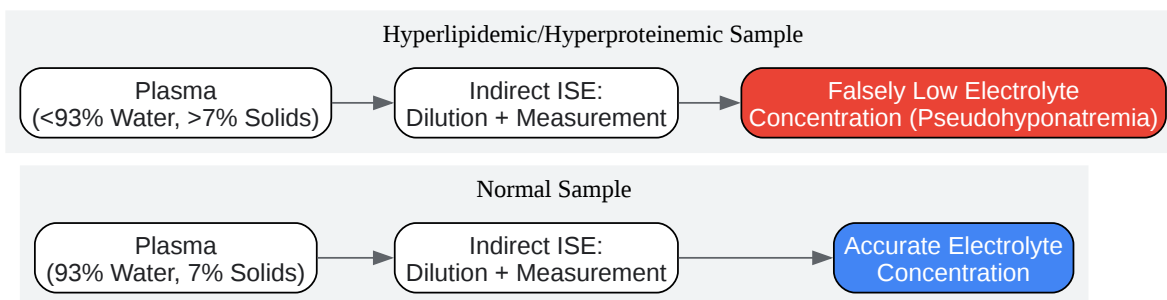 Hyperlipidemic/Hyperproteinemic Sample
Plasma
(<93% Water, >7% Solids)
Indirect ISE:
Dilution + Measurement
Falsely Low Electrolyte
Concentration (Pseudohyponatremia)
Normal Sample
Plasma
(93% Water, 7% Solids)
Indirect ISE:
Dilution + Measurement
Accurate Electrolyte
Concentration